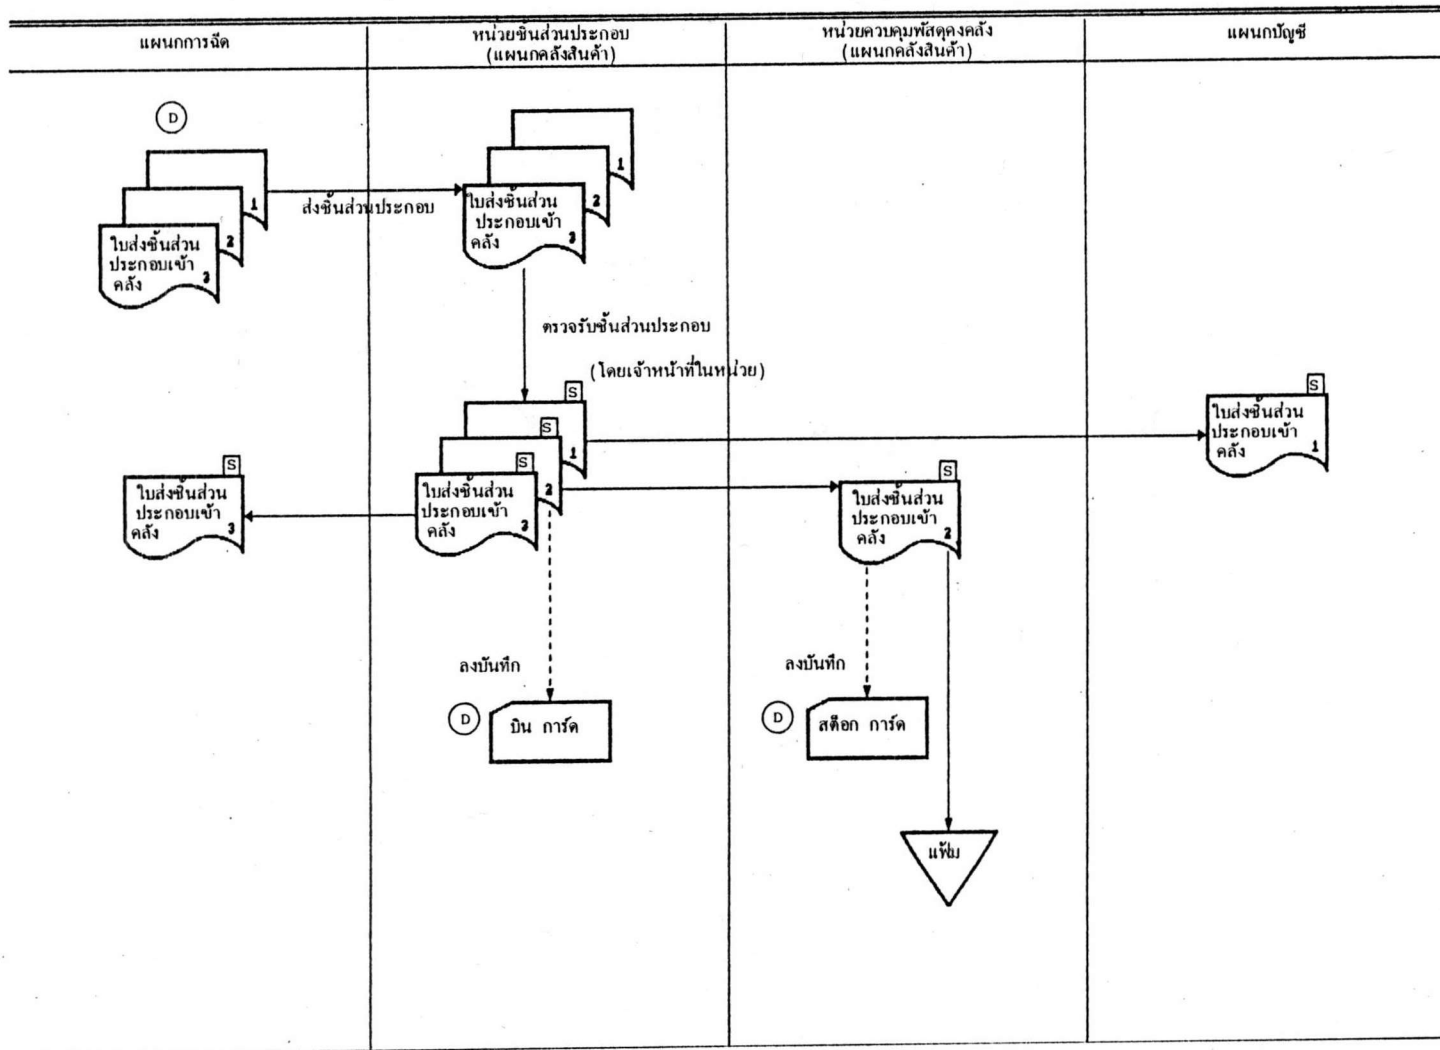 แผนกการฉีด
หน่วยชิ้นส่วนประกอบ
(แผนกคลังสินค้า)
หน่วยควบคุมพัสดุคงคลัง
(แผนกคลังสินค้า)
แผนกบัญชี
D
1
2
ใบส่งชิ้นส่วน
ประกอบเข้า
คลัง
3
ส่งชิ้นส่วนประกอบ
1
2
ใบส่งชิ้นส่วน
ประกอบเข้า
คลัง
3
ตรวจรับชิ้นส่วนประกอบ
(โดยเจ้าหน้าที่ในหน่วย)
S
1
S
2
S
ใบส่งชิ้นส่วน
ประกอบเข้า
คลัง
3
S
ใบส่งชิ้นส่วน
ประกอบเข้า
คลัง
1
S
ใบส่งชิ้นส่วน
ประกอบเข้า
คลัง
3
S
ใบส่งชิ้นส่วน
ประกอบเข้า
คลัง
2
ลงบันทึก
D
บิน การ์ด
ลงบันทึก
D
สต็อก การ์ด
แฟ้ม